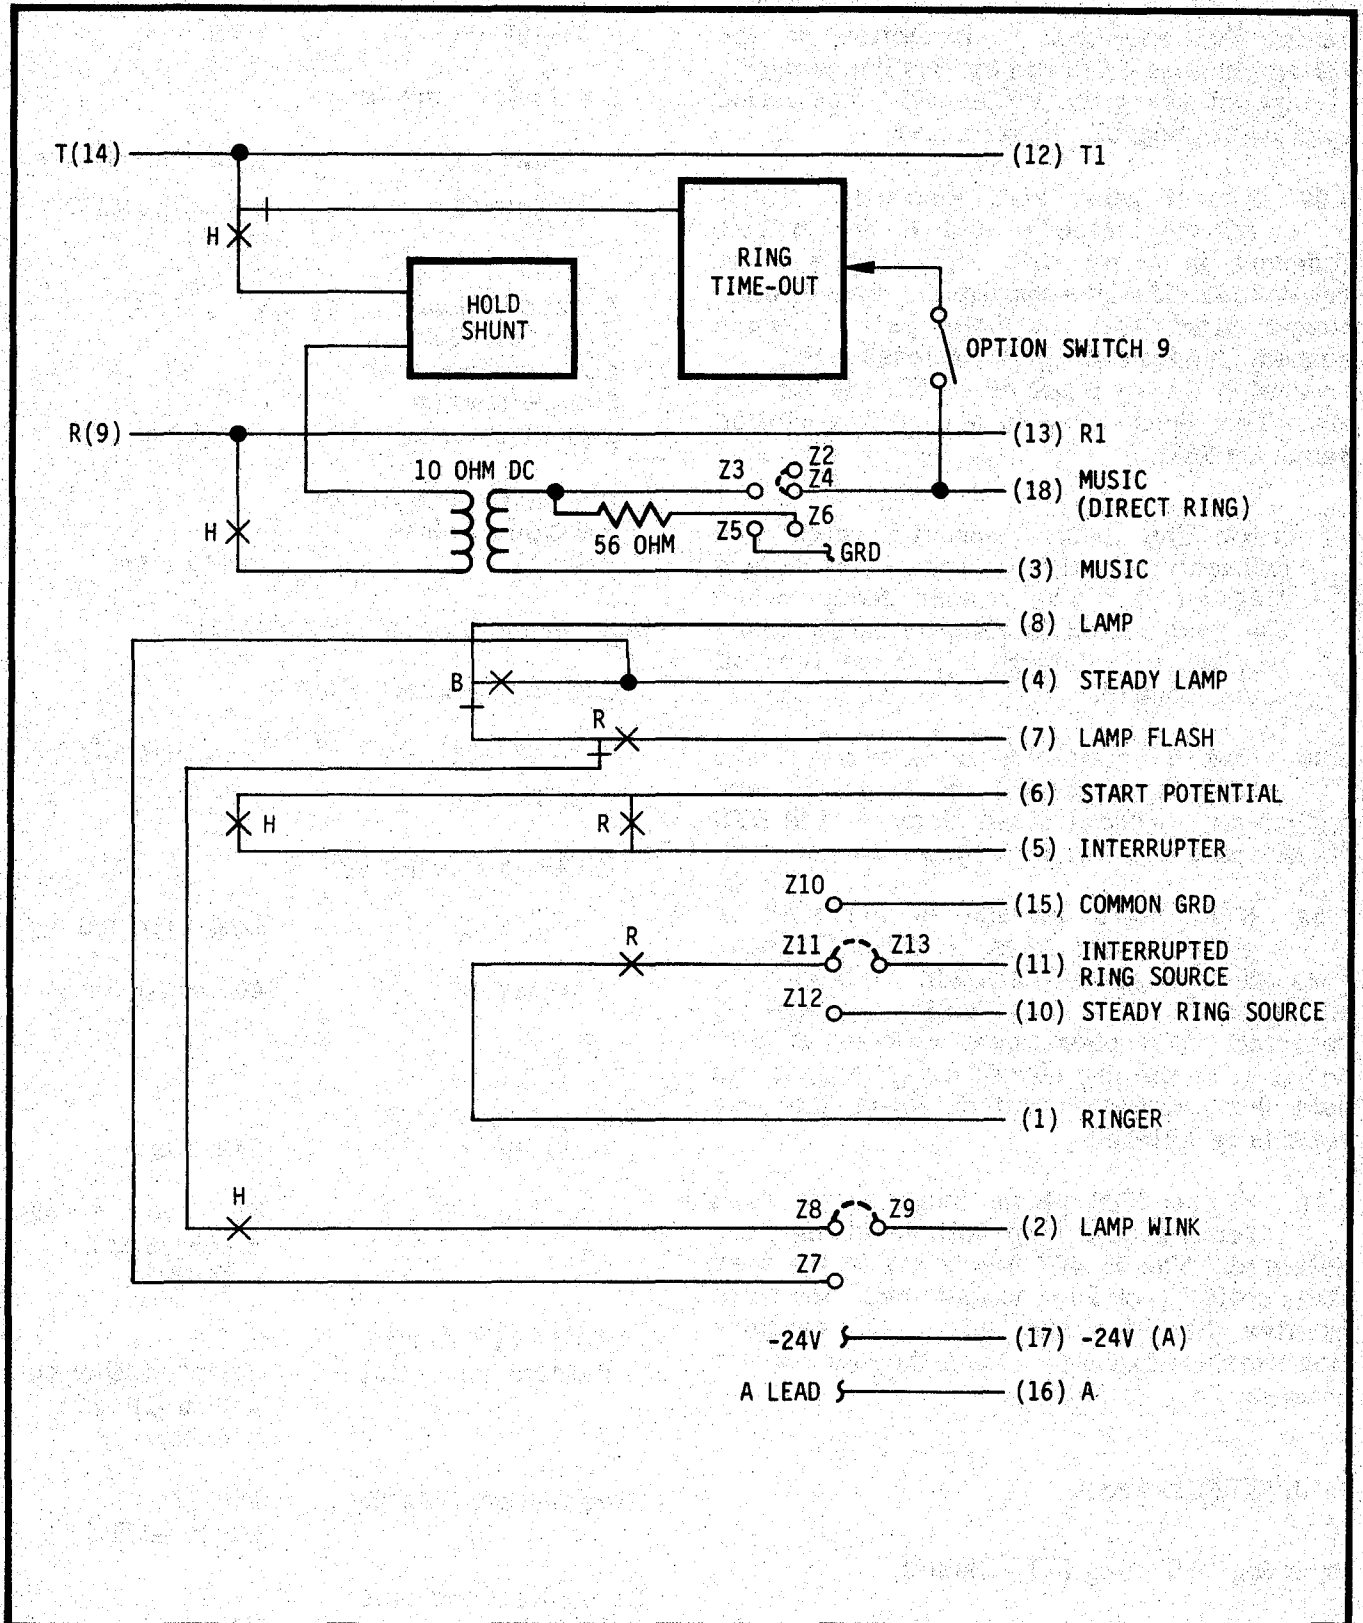 T(14)
(12) T1
H
RING
TIME-OUT
HOLD
SHUNT
OPTION SWITCH 9
R(9)
(13) R1
10 OHM DC
Z3
Z2
Z4
(18) MUSIC
(DIRECT RING)
H
56 OHM
Z5
Z6
GRD
(3) MUSIC
(8) LAMP
B
(4) STEADY LAMP
R
(7) LAMP FLASH
(6) START POTENTIAL
H
R
(5) INTERRUPTER
Z10
(15) COMMON GRD
R
Z11
Z13
(11) INTERRUPTED
RING SOURCE
Z12
(10) STEADY RING SOURCE
(1) RINGER
H
Z8
Z9
(2) LAMP WINK
Z7
-24V
(17) -24V (A)
A LEAD
(16) A